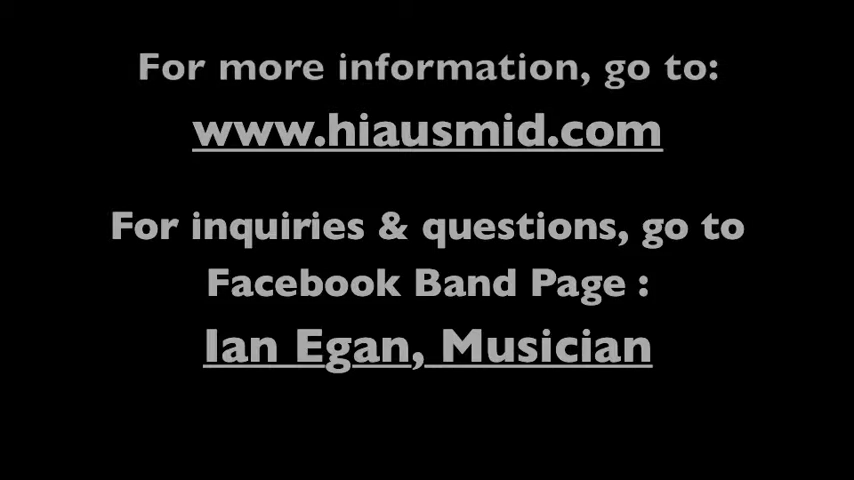 For more information, go to:
www.hiausmid.com
For inquiries & questions, go to
Facebook Band Page :
Ian Egan, Musician